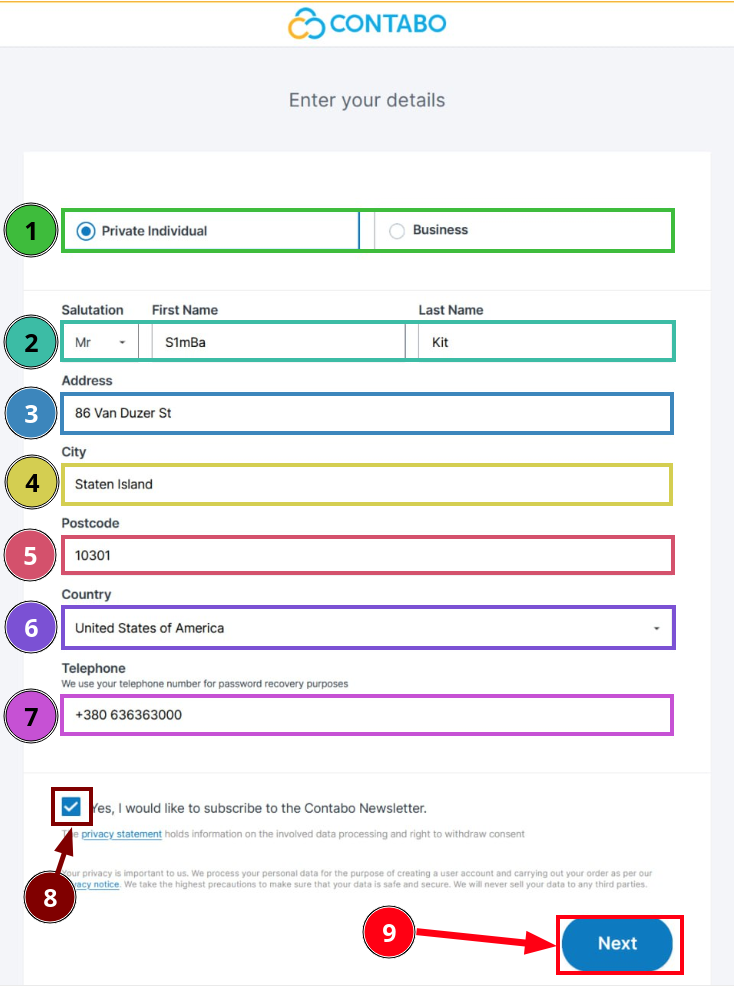 CONTABO
Enter your details
1 Private Individual Business
Salutation First Name Last Name
2 Mr S1mBa Kit
Address
3 86 Van Duzer St
City
4 Staten Island
Postcode
5 10301
Country
6 United States of America
Telephone
We use your telephone number for password recovery purposes
7 +380 636363000
Yes, I would like to subscribe to the Contabo Newsletter.
The privacy statement holds information on the involved data processing and right to withdraw consent
Your privacy is important to us. We process your personal data for the purpose of creating a user account and carrying out your order as per our
vacy notice. We take the highest precautions to make sure that your data is safe and secure. We will never sell your data to any third parties.
8
9 Next